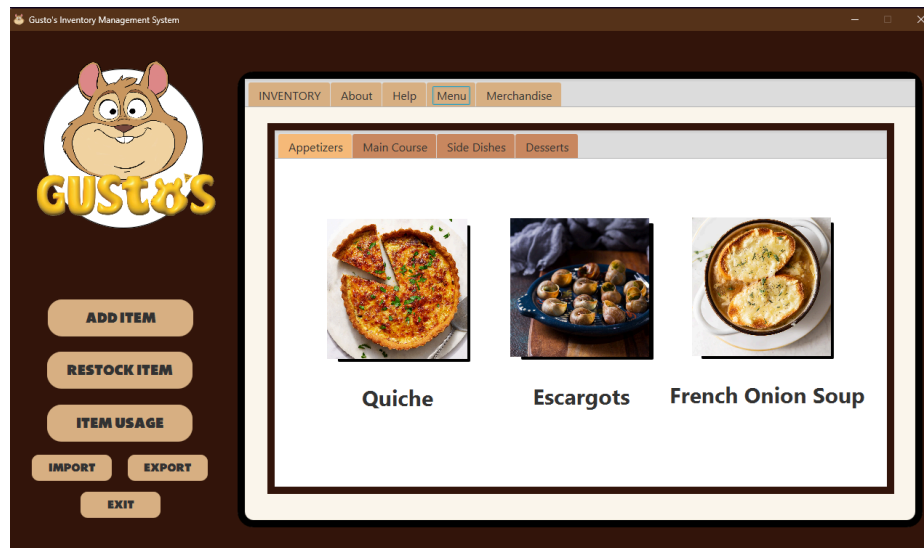 Gusto's Inventory Management System
GUSTO'S
INVENTORY About Help Menu Merchandise
Appetizers Main Course Side Dishes Desserts
Quiche Escargots French Onion Soup
ADD ITEM
RESTOCK ITEM
ITEM USAGE
IMPORT EXPORT
EXIT